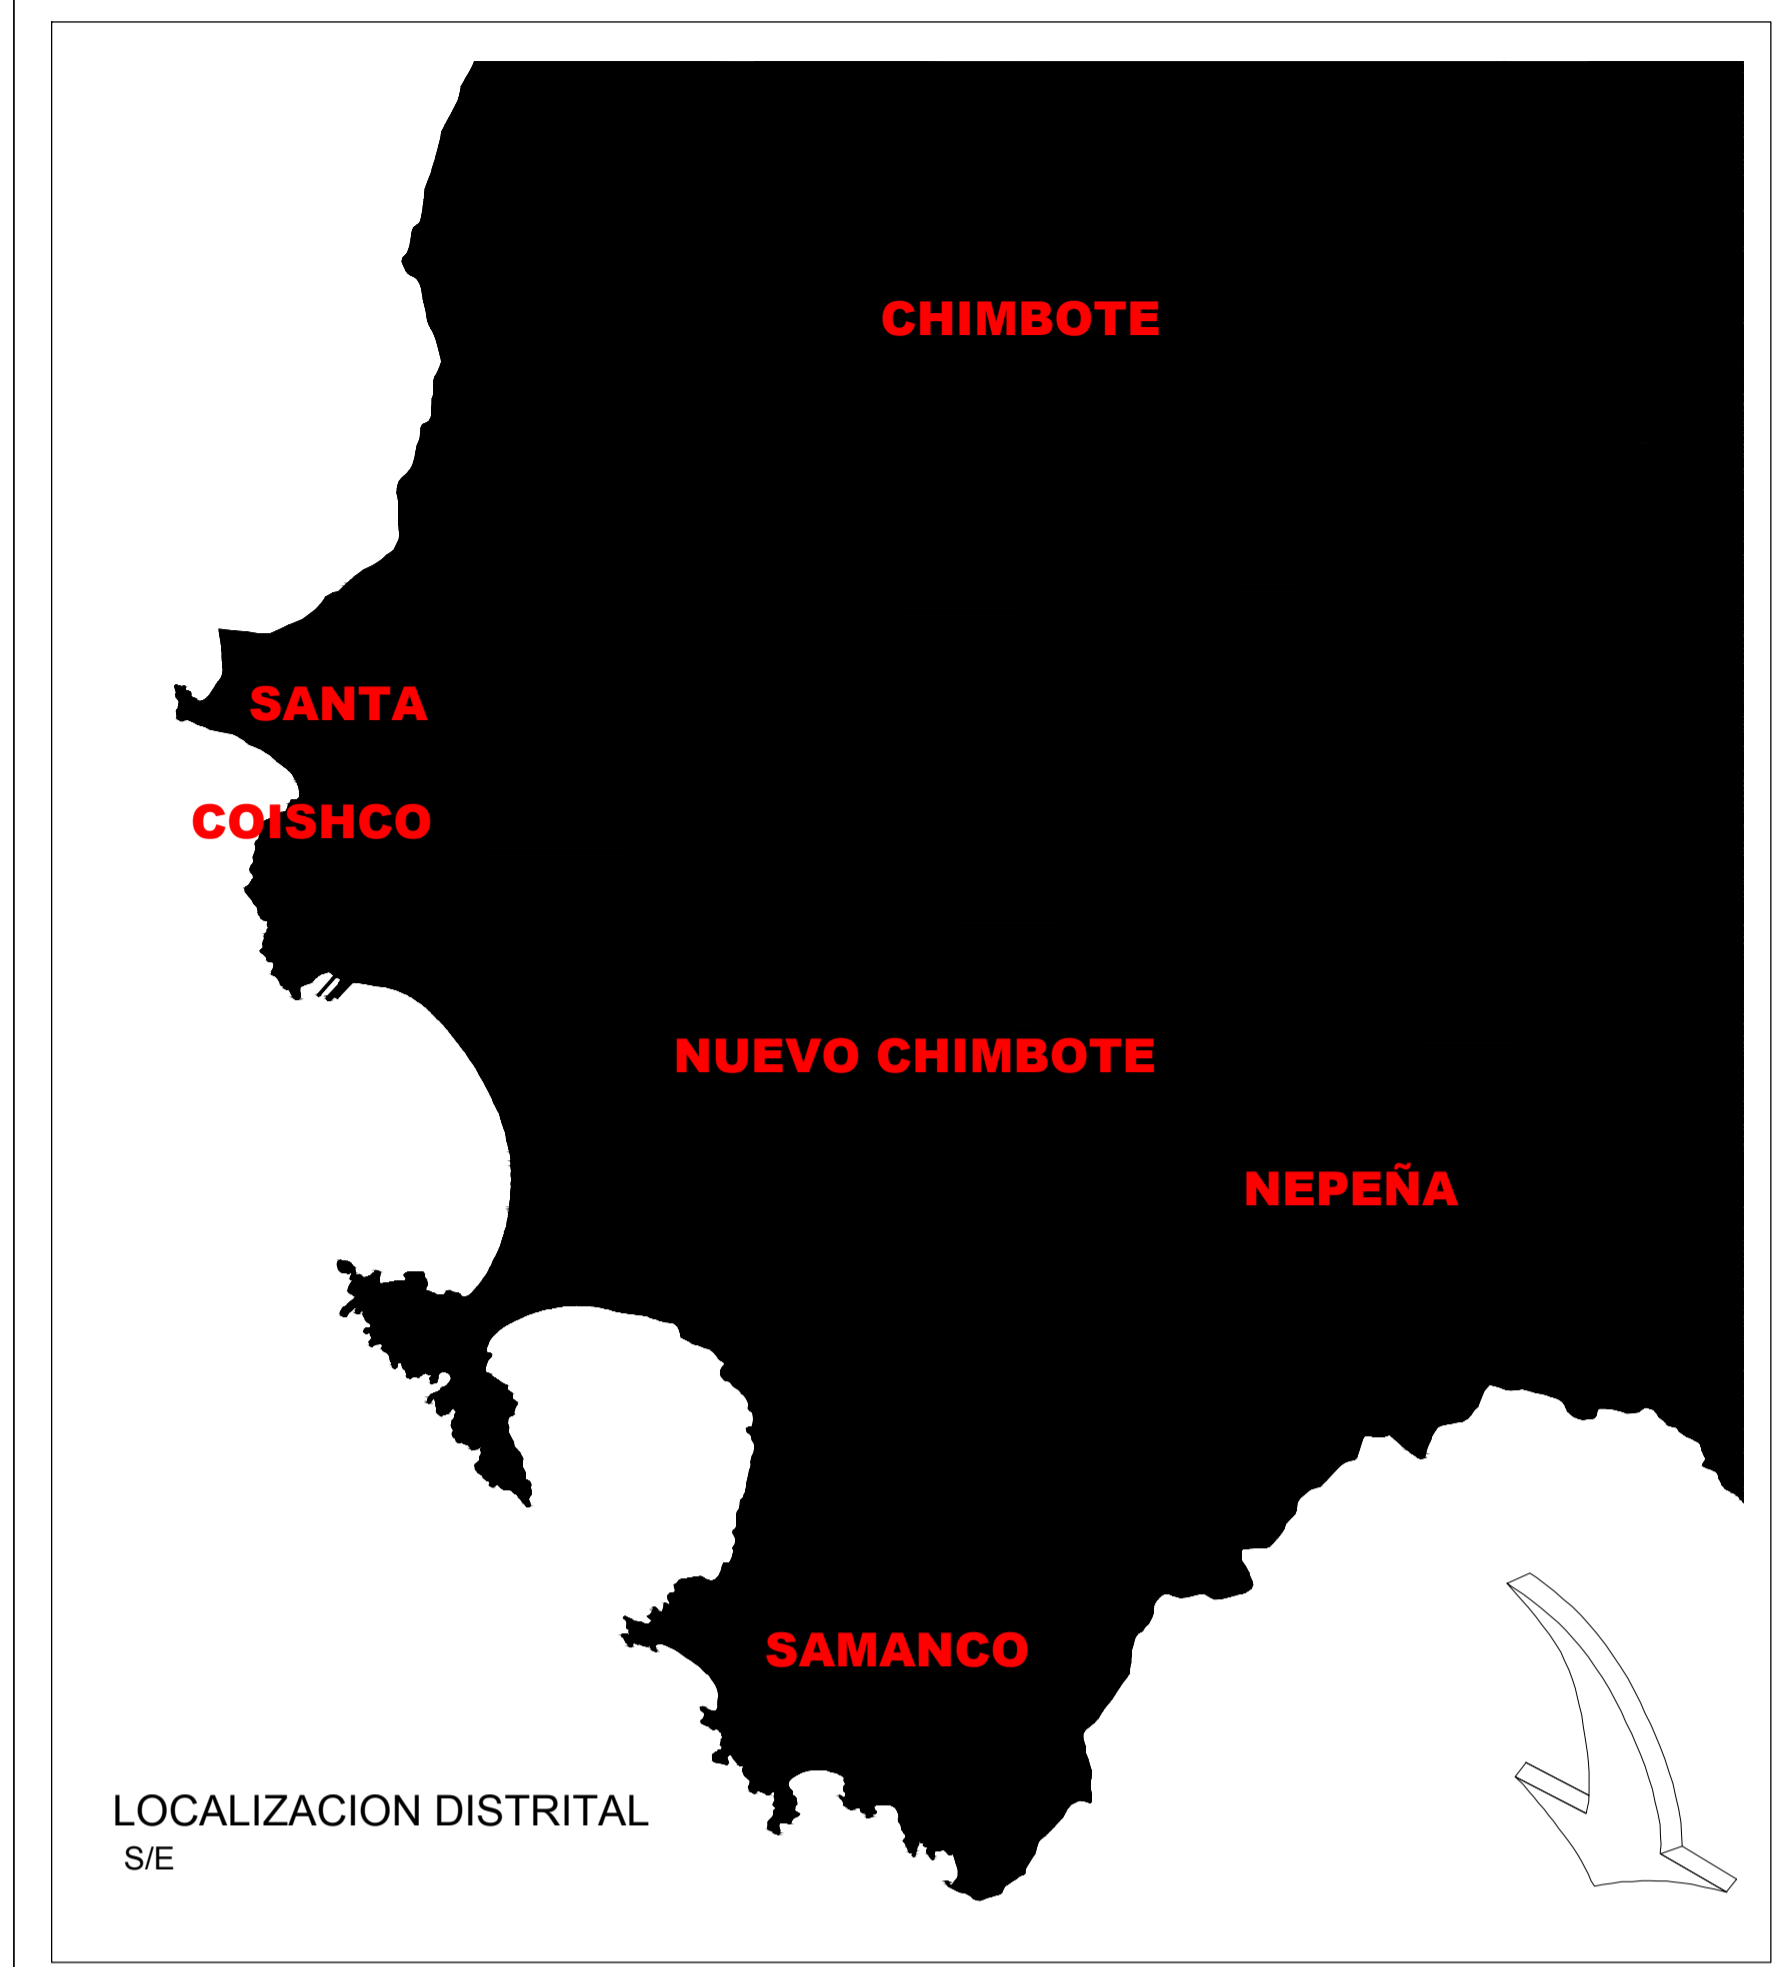 CHIMBOTE
SANTA
COISHCO
NUEVO CHIMBOTE
NEPEÑA
SAMANCO
LOCALIZACION DISTRITAL
S/E